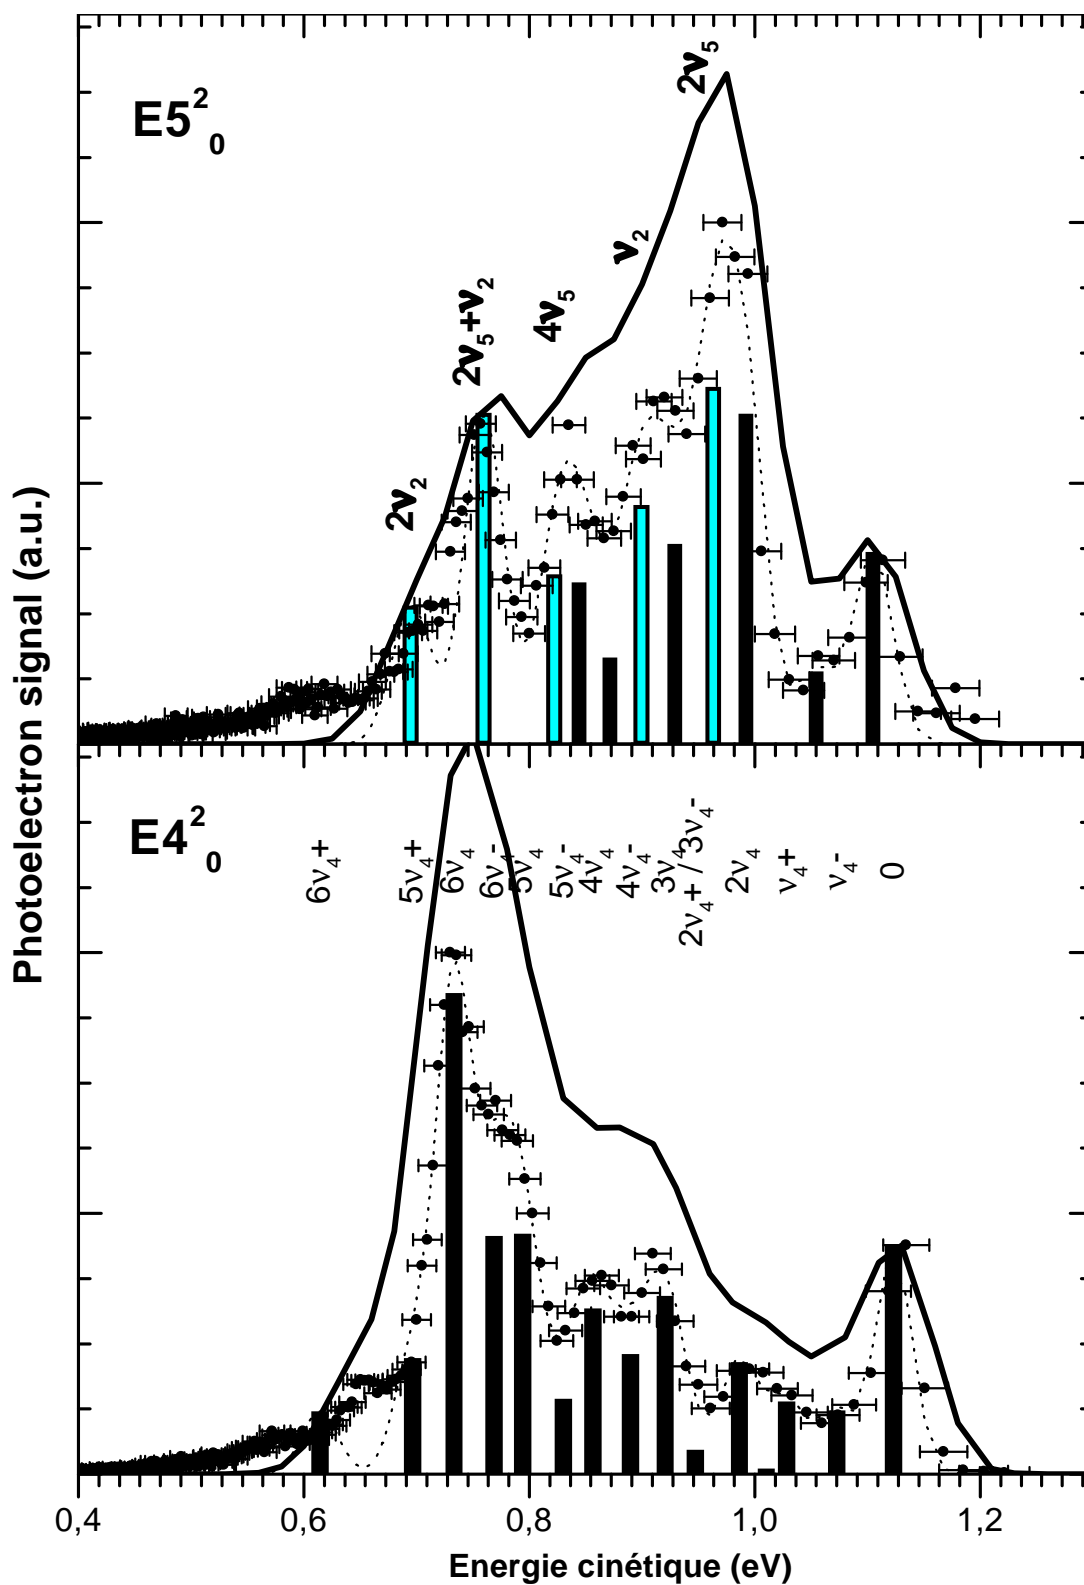 Photoelectron signal (a.u.)
E5²₀
2ν₂
2ν₅+ν₂
4ν₅
ν₂
2ν₅
E4²₀
6ν₄+
5ν₄+
6ν₄
6ν₄-
5ν₄
5ν₄-
4ν₄
4ν₄-
3ν₄
2ν₄+ / 3ν₄-
2ν₄
ν₄+
ν₄-
0
0,4 0,6 0,8 1,0 1,2
Energie cinétique (eV)